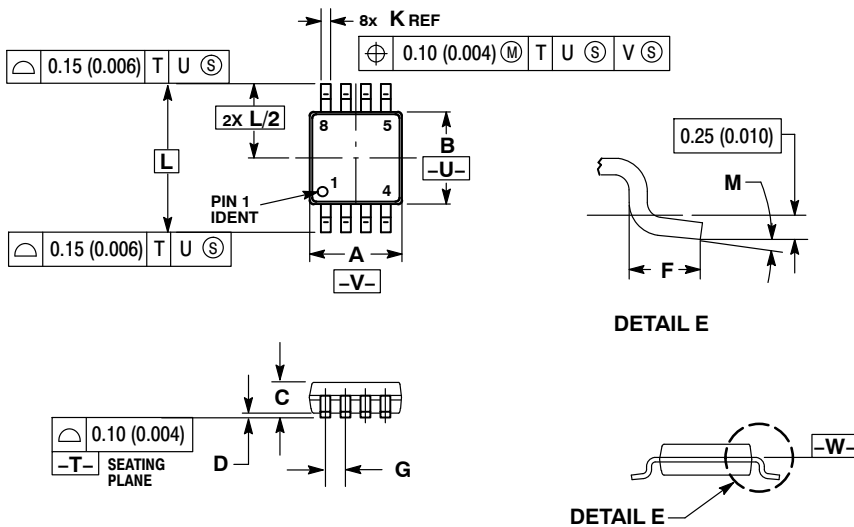 8x K REF
⌖ 0.10 (0.004) Ⓜ T U Ⓢ V Ⓢ
⌓ 0.15 (0.006) T U Ⓢ
2X L/2
8 5
B
–U–
L
PIN 1
IDENT
1 4
⌓ 0.15 (0.006) T U Ⓢ
A
–V–
0.25 (0.010)
M
F
DETAIL E
C
⌓ 0.10 (0.004)
–T– SEATING
PLANE
D
G
–W–
DETAIL E